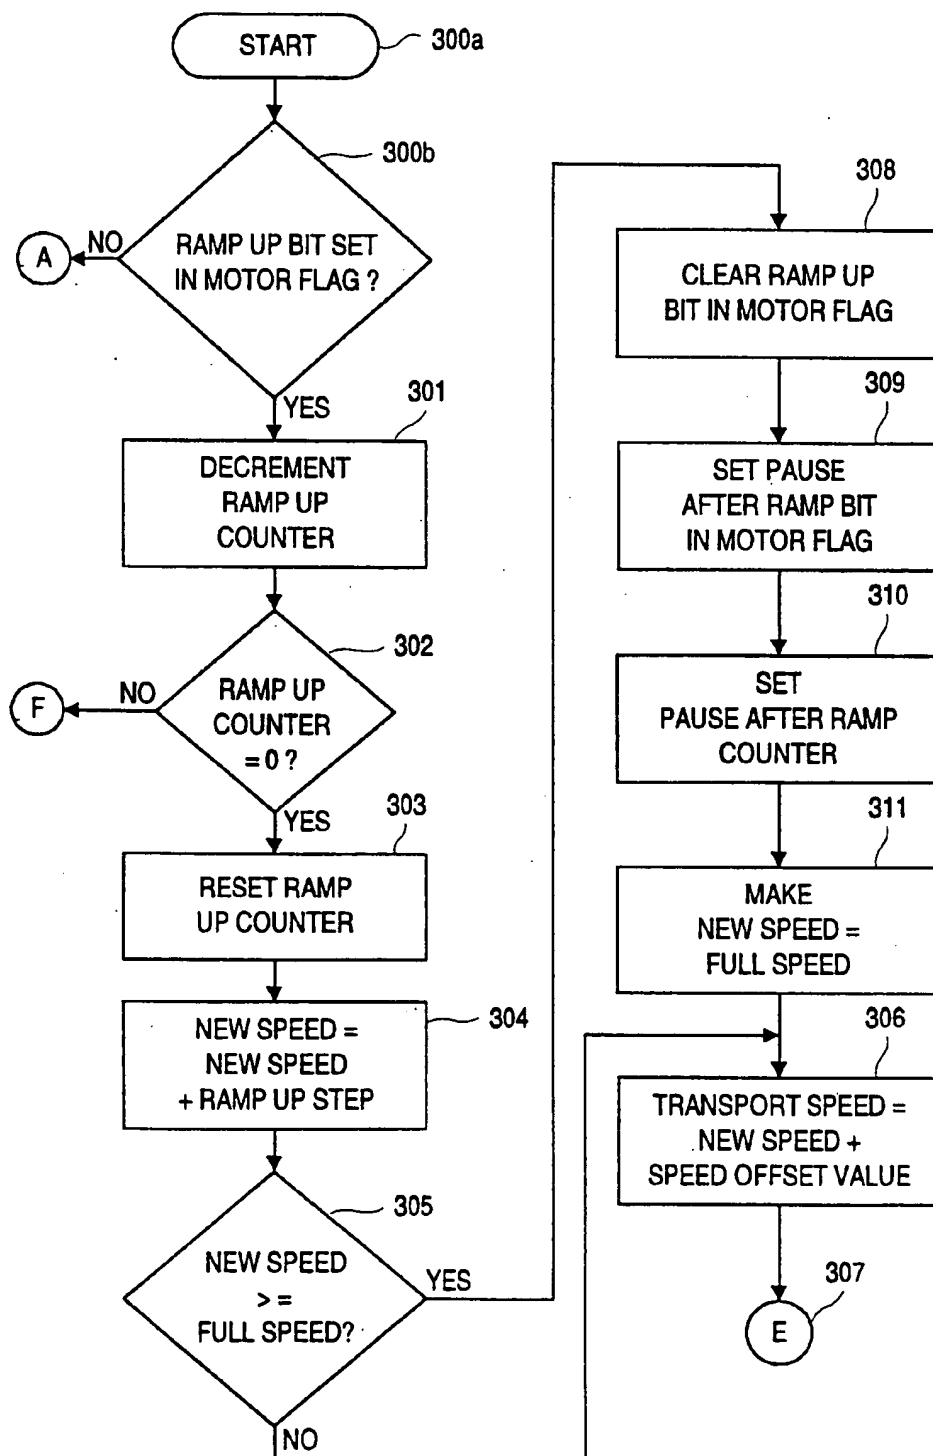 START
300a
300b
RAMP UP BIT SET
IN MOTOR FLAG ?
NO
A
YES
301
DECREMENT
RAMP UP
COUNTER
302
RAMP UP
COUNTER
= 0 ?
NO
F
YES
303
RESET RAMP
UP COUNTER
304
NEW SPEED =
NEW SPEED
+ RAMP UP STEP
305
NEW SPEED
> =
FULL SPEED?
YES
NO
308
CLEAR RAMP UP
BIT IN MOTOR FLAG
309
SET PAUSE
AFTER RAMP BIT
IN MOTOR FLAG
310
SET
PAUSE AFTER RAMP
COUNTER
311
MAKE
NEW SPEED =
FULL SPEED
306
TRANSPORT SPEED =
NEW SPEED +
SPEED OFFSET VALUE
307
E